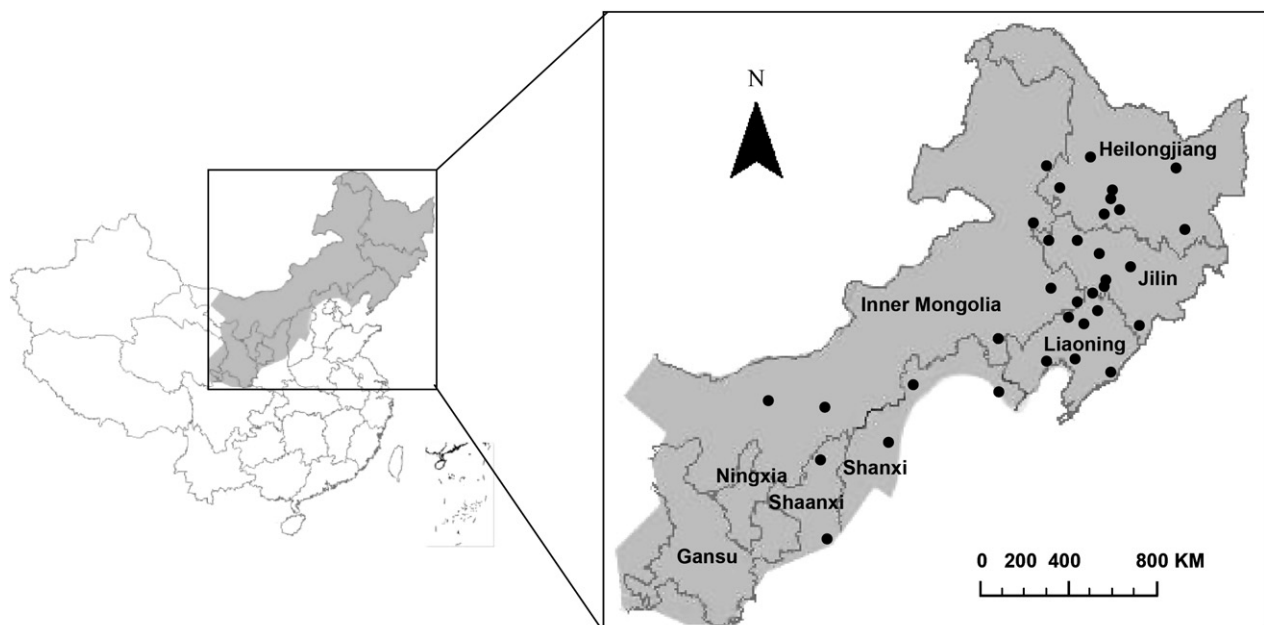 N
Heilongjiang
Jilin
Inner Mongolia
Liaoning
Ningxia
Shanxi
Shaanxi
Gansu
0 200 400 800 KM